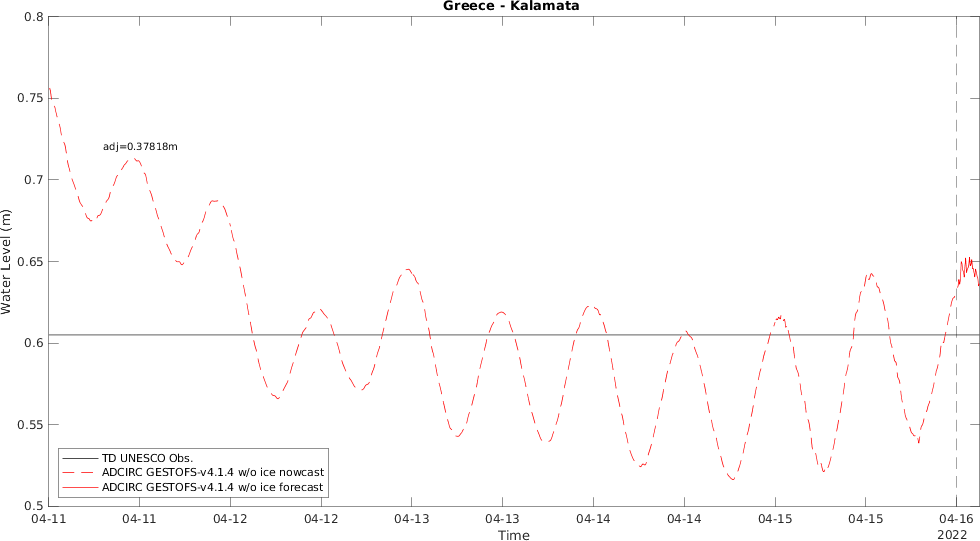 Greece - Kalamata
0.8
0.75
0.7
0.65
0.6
0.55
0.5
Water Level (m)
adj=0.37818m
TD UNESCO Obs.
ADCIRC GESTOFS-v4.1.4 w/o ice nowcast
ADCIRC GESTOFS-v4.1.4 w/o ice forecast
04-11 04-11 04-12 04-12 04-13 04-13 04-14 04-14 04-15 04-15 04-16
2022
Time